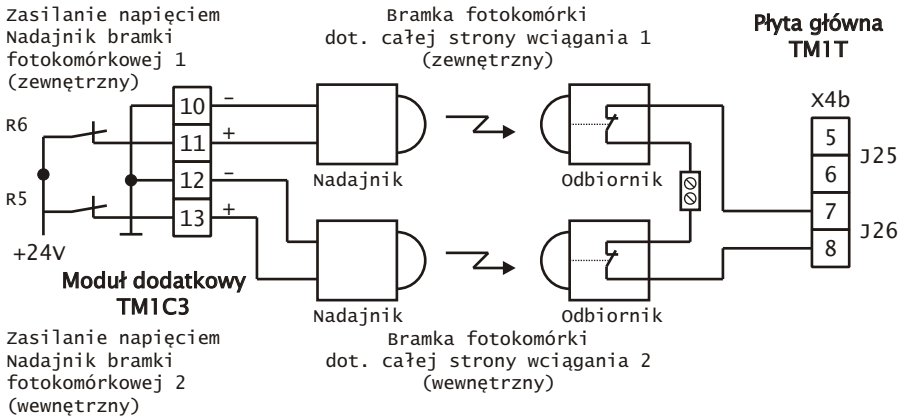 Zasilanie napięciem
Nadajnik bramki
fotokomórkowej 1
(zewnętrzny)
Bramka fotokomórki
dot. całej strony wciągania 1
(zewnętrzny)
Płyta główna
TM1T
X4b
R6
10
-
11
+
12
-
13
+
R5
+24V
Nadajnik
Odbiornik
5
6
7
8
J25
J26
Moduł dodatkowy
TM1C3
Nadajnik
Odbiornik
Zasilanie napięciem
Nadajnik bramki
fotokomórkowej 2
(wewnętrzny)
Bramka fotokomórki
dot. całej strony wciągania 2
(wewnętrzny)